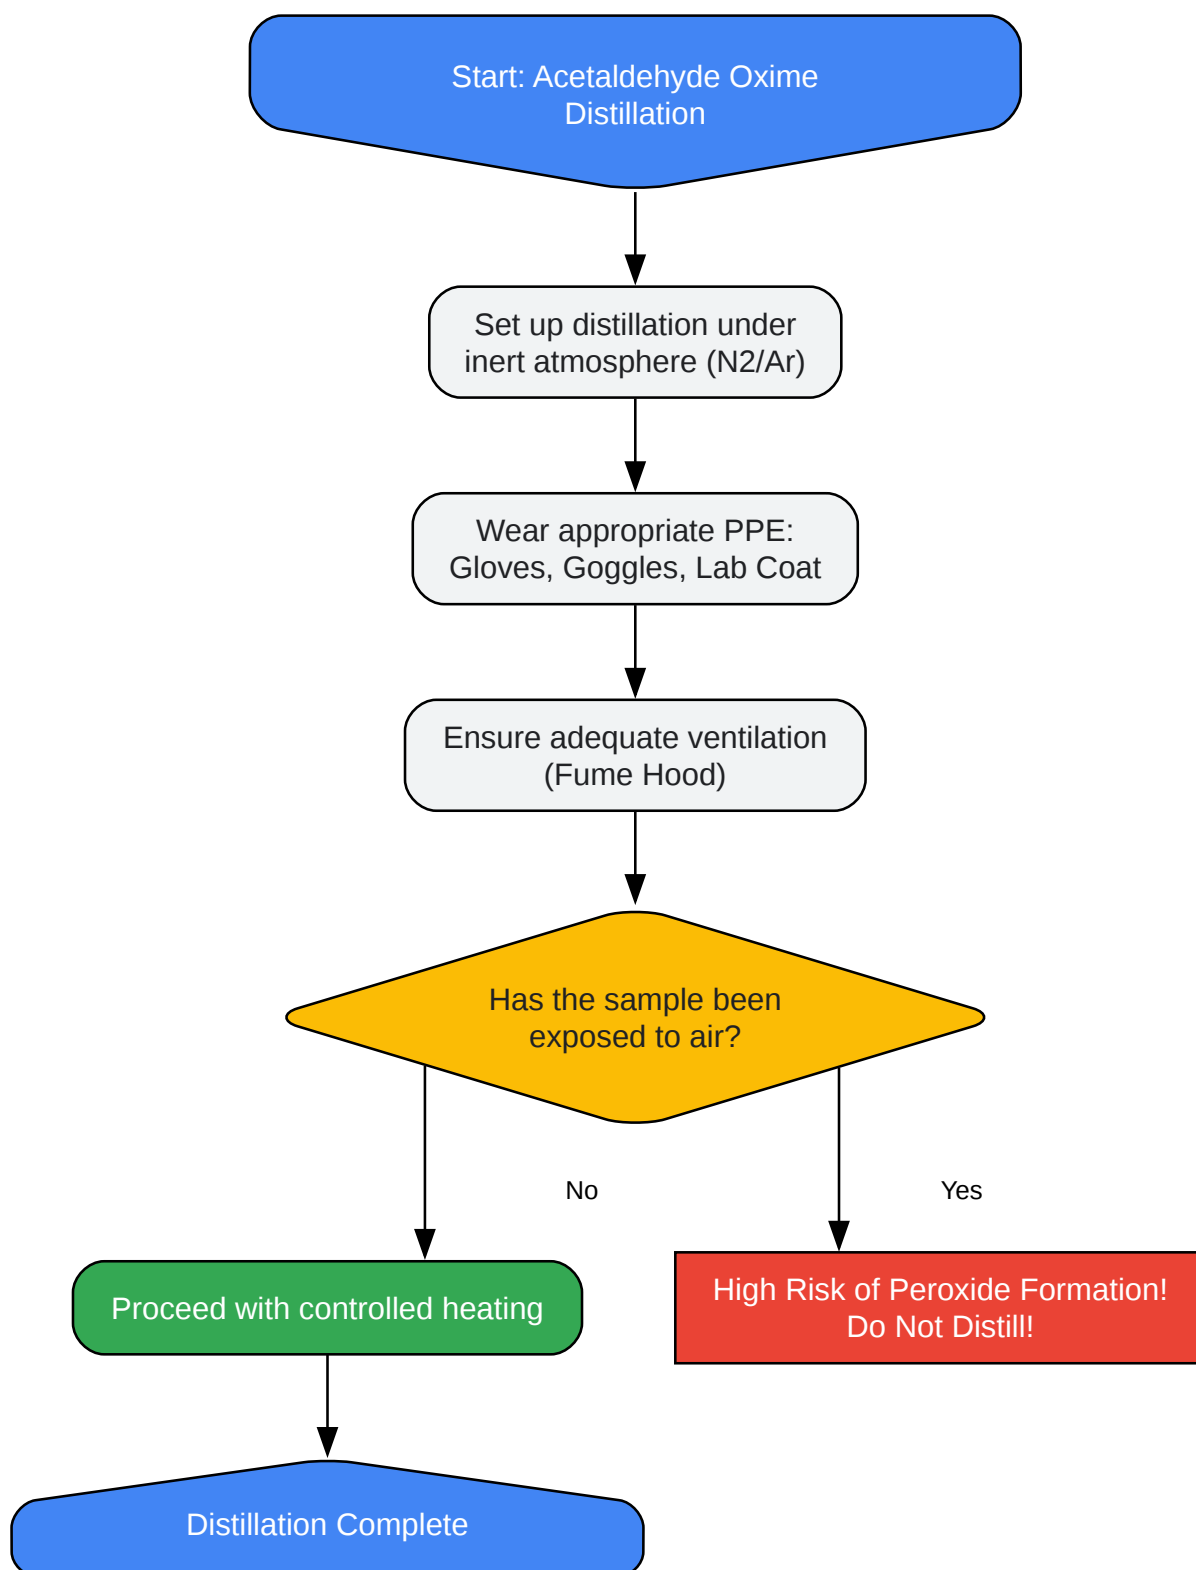 Start: Acetaldehyde Oxime
Distillation
Set up distillation under
inert atmosphere (N2/Ar)
Wear appropriate PPE:
Gloves, Goggles, Lab Coat
Ensure adequate ventilation
(Fume Hood)
Has the sample been
exposed to air?
No
Yes
Proceed with controlled heating
High Risk of Peroxide Formation!
Do Not Distill!
Distillation Complete